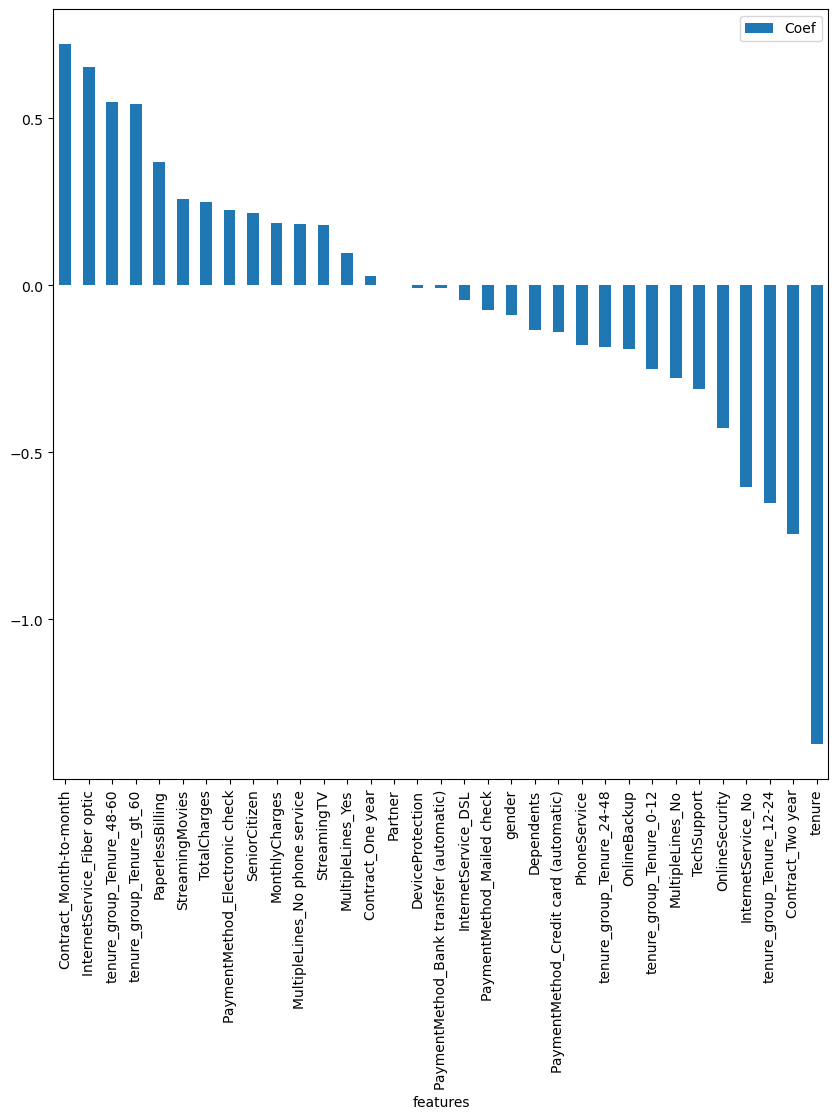 Coef
0.5
0.0
−0.5
−1.0
Contract_Month-to-month
InternetService_Fiber optic
tenure_group_Tenure_48-60
tenure_group_Tenure_gt_60
PaperlessBilling
StreamingMovies
TotalCharges
PaymentMethod_Electronic check
SeniorCitizen
MonthlyCharges
MultipleLines_No phone service
StreamingTV
MultipleLines_Yes
Contract_One year
Partner
DeviceProtection
PaymentMethod_Bank transfer (automatic)
InternetService_DSL
PaymentMethod_Mailed check
gender
Dependents
PaymentMethod_Credit card (automatic)
PhoneService
tenure_group_Tenure_24-48
OnlineBackup
tenure_group_Tenure_0-12
MultipleLines_No
TechSupport
OnlineSecurity
InternetService_No
tenure_group_Tenure_12-24
Contract_Two year
tenure
features